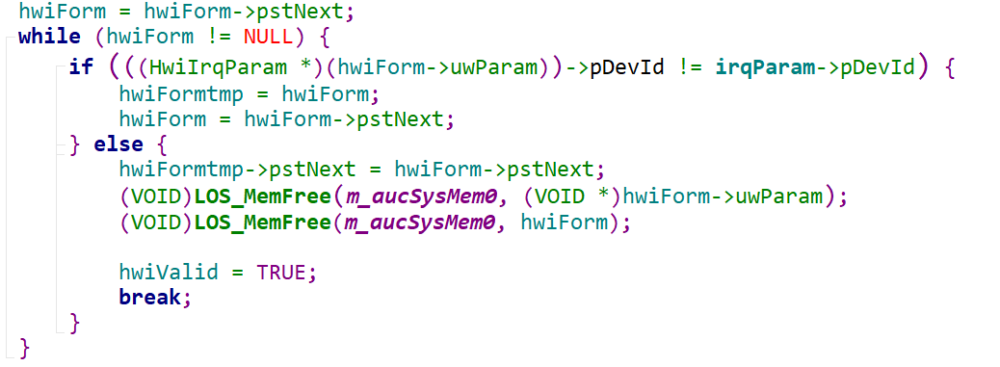 hwiForm = hwiForm->pstNext;
while (hwiForm != NULL) {
if (((HwiIrqParam *)(hwiForm->uwParam))->pDevId != irqParam->pDevId) {
hwiFormtmp = hwiForm;
hwiForm = hwiForm->pstNext;
} else {
hwiFormtmp->pstNext = hwiForm->pstNext;
(VOID)LOS_MemFree(m_aucSysMem0, (VOID *)hwiForm->uwParam);
(VOID)LOS_MemFree(m_aucSysMem0, hwiForm);
hwiValid = TRUE;
break;
}
}